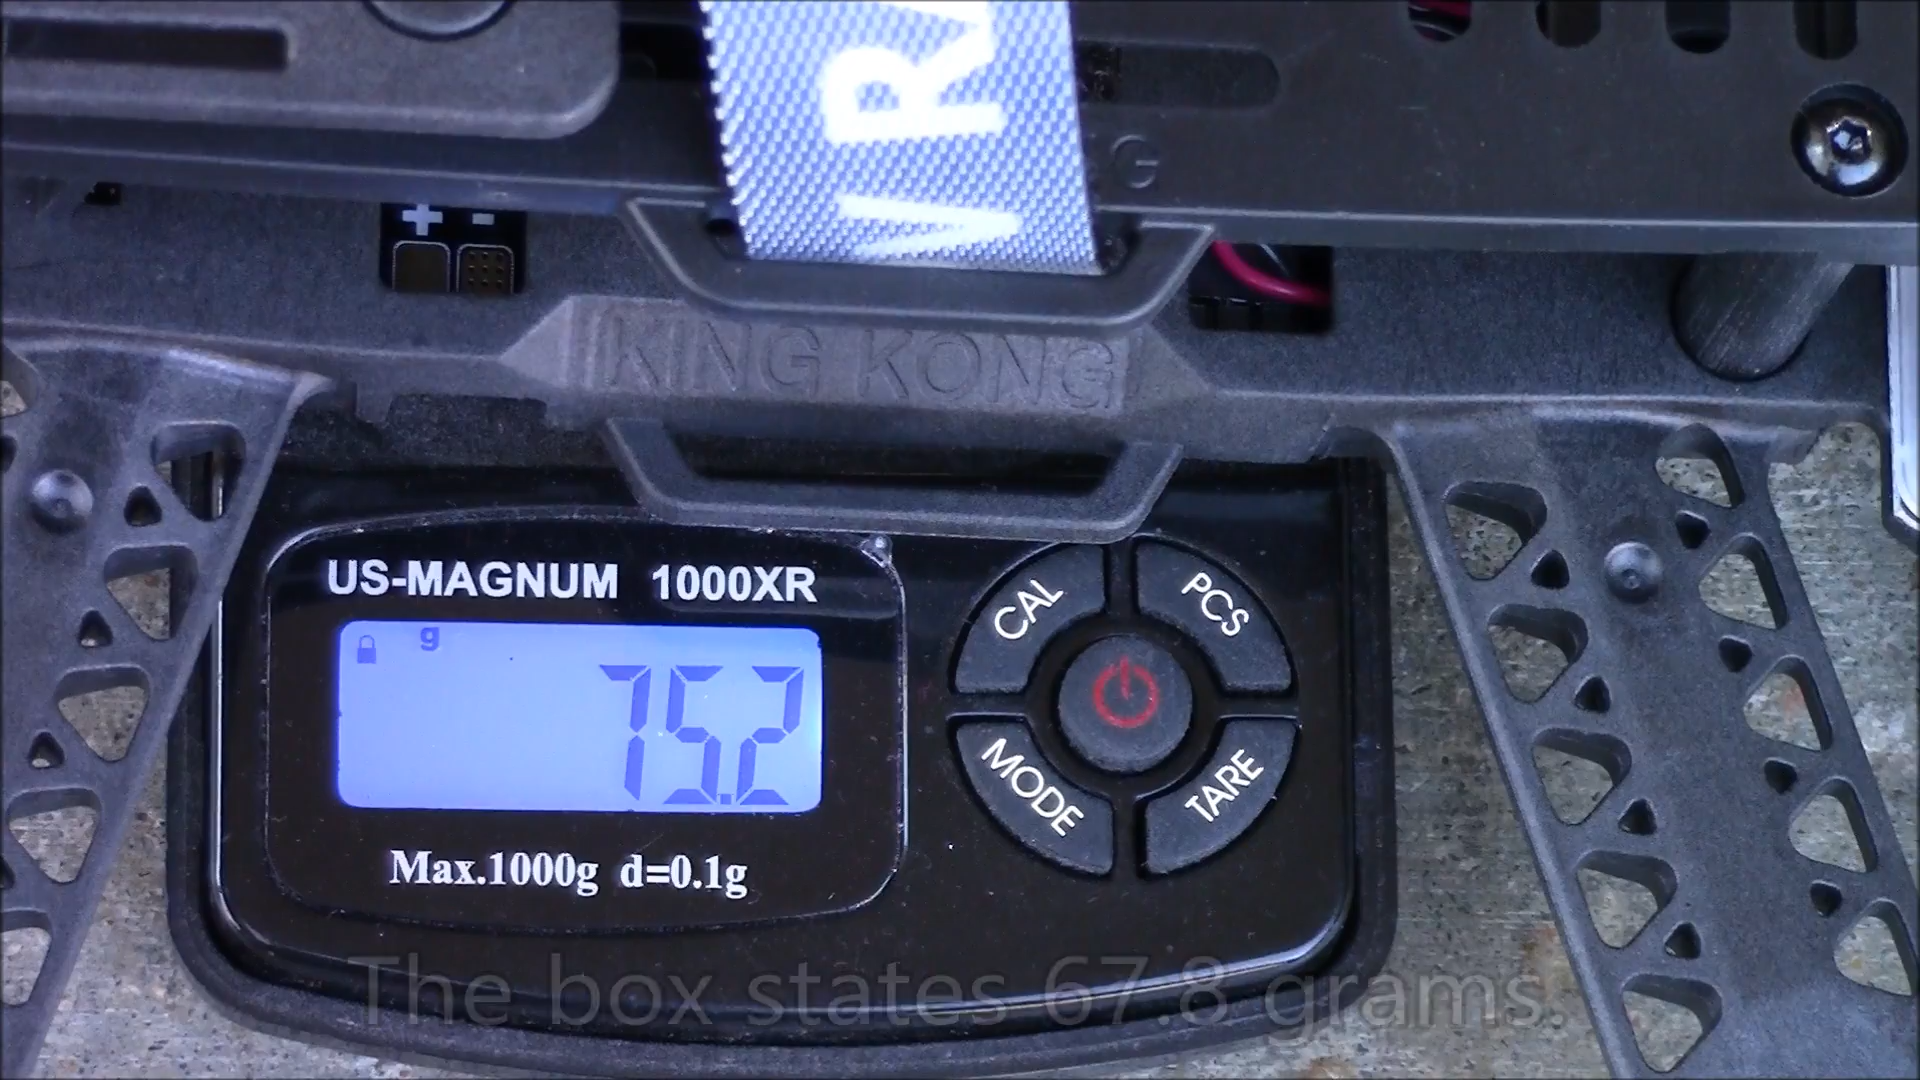 VR
G
+ -
KING KONG
US-MAGNUM 1000XR
g
75.2
Max.1000g d=0.1g
CAL
PCS
MODE
TARE
The box states 67.8 grams.